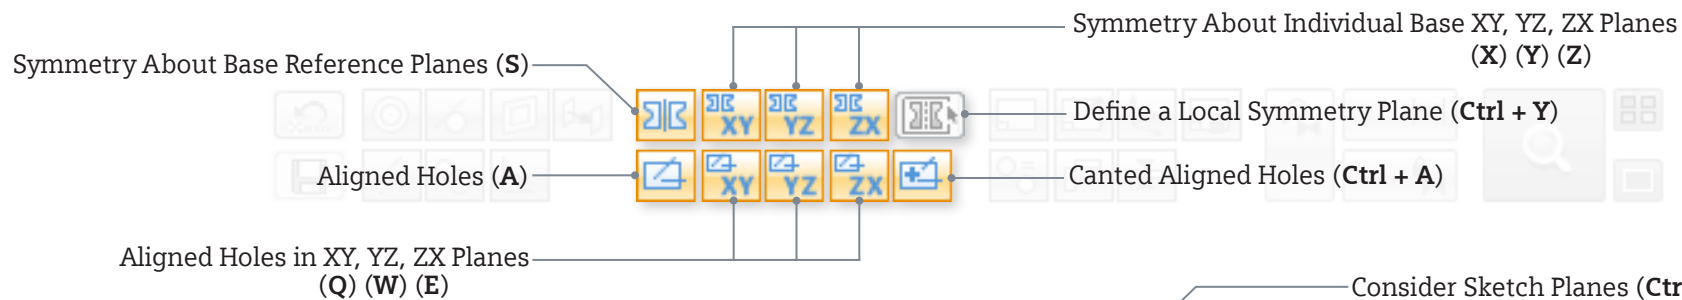 Symmetry About Individual Base XY, YZ, ZX Planes
(X) (Y) (Z)
Symmetry About Base Reference Planes (S)
XY
YZ
ZX
Define a Local Symmetry Plane (Ctrl + Y)
Aligned Holes (A)
XY
YZ
ZX
Canted Aligned Holes (Ctrl + A)
Aligned Holes in XY, YZ, ZX Planes
(Q) (W) (E)
Consider Sketch Planes (Ctr